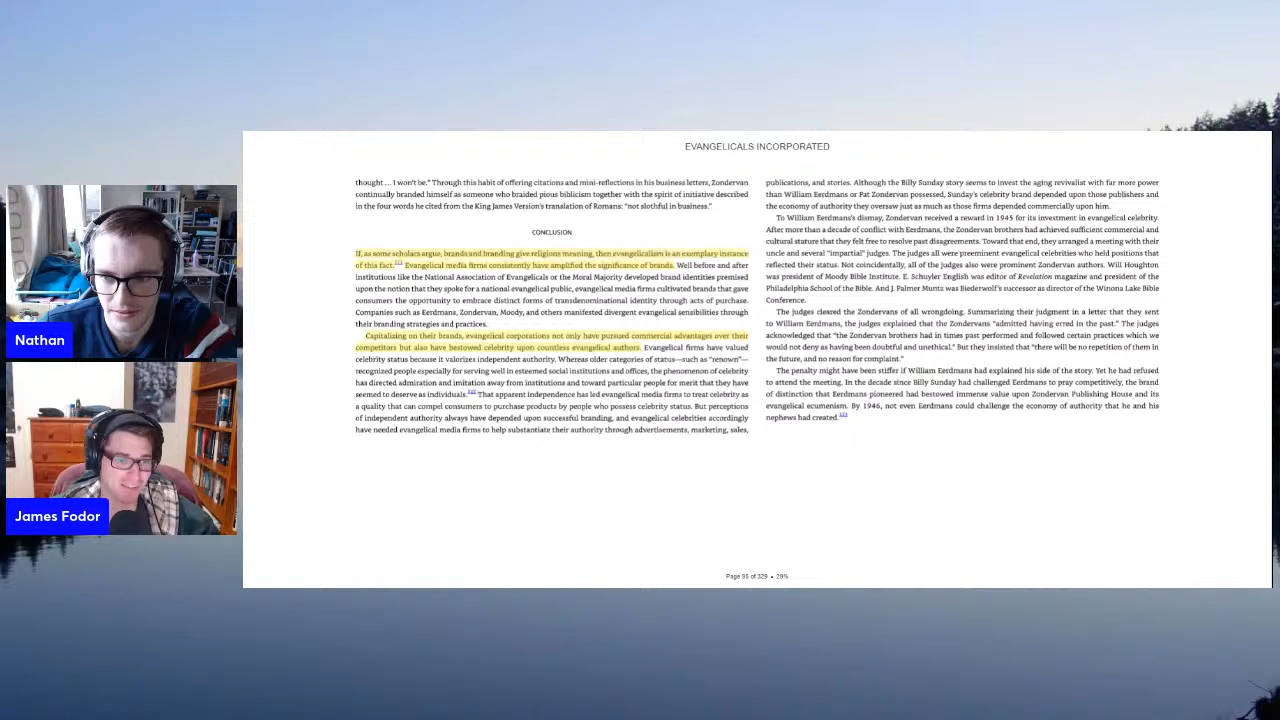 EVANGELICALS INCORPORATED
thought … I won't be." Through this habit of offering citations and mini-reflections in his business letters, Zondervan
continually branded himself as someone who braided pious biblicism together with the spirit of initiative described
in the four words he cited from the King James Version's translation of Romans: "not slothful in business."
CONCLUSION
If, as some scholars argue, brands and branding give religions meaning, then evangelicalism is an exemplary instance
of this fact. Evangelical media firms consistently have amplified the significance of brands. Well before and after
institutions like the National Association of Evangelicals or the Moral Majority developed brand identities premised
upon the notion that they spoke for a national evangelical public, evangelical media firms cultivated brands that gave
consumers the opportunity to embrace distinct forms of transdenominational identity through acts of purchase.
Companies such as Eerdmans, Zondervan, Moody, and others manifested divergent evangelical sensibilities through
their branding strategies and practices.
Capitalizing on their brands, evangelical corporations not only have pursued commercial advantages over their
competitors but also have bestowed celebrity upon countless evangelical authors. Evangelical firms have valued
celebrity status because it valorizes independent authority. Whereas older categories of status—such as "renown"—
recognized people especially for serving well in esteemed social institutions and offices, the phenomenon of celebrity
has directed admiration and imitation away from institutions and toward particular people for merit that they have
seemed to deserve as individuals. That apparent independence has led evangelical media firms to treat celebrity as
a quality that can compel consumers to purchase products by people who possess celebrity status. But perceptions
of independent authority always have depended upon successful branding, and evangelical celebrities accordingly
have needed evangelical media firms to help substantiate their authority through advertisements, marketing, sales,
publications, and stories. Although the Billy Sunday story seems to invest the aging revivalist with far more power
than William Eerdmans or Pat Zondervan possessed, Sunday's celebrity brand depended upon those publishers and
the economy of authority they oversaw just as much as those firms depended commercially upon him.
To William Eerdmans's dismay, Zondervan received a reward in 1945 for its investment in evangelical celebrity.
After more than a decade of conflict with Eerdmans, the Zondervan brothers had achieved sufficient commercial and
cultural stature that they felt free to resolve past disagreements. Toward that end, they arranged a meeting with their
uncle and several "impartial" judges. The judges all were preeminent evangelical celebrities who held positions that
reflected their status. Not coincidentally, all of the judges also were prominent Zondervan authors. Will Houghton
was president of Moody Bible Institute. E. Schuyler English was editor of Revelation magazine and president of the
Philadelphia School of the Bible. And J. Palmer Muntz was Biederwolf's successor as director of the Winona Lake Bible
Conference.
The judges cleared the Zondervans of all wrongdoing. Summarizing their judgment in a letter that they sent
to William Eerdmans, the judges explained that the Zondervans "admitted having erred in the past." The judges
acknowledged that "the Zondervan brothers had in times past performed and followed certain practices which we
would not deny as having been doubtful and unethical." But they insisted that "there will be no repetition of them in
the future, and no reason for complaint."
The penalty might have been stiffer if William Eerdmans had explained his side of the story. Yet he had refused
to attend the meeting. In the decade since Billy Sunday had challenged Eerdmans to pray competitively, the brand
of distinction that Eerdmans pioneered had bestowed immense value upon Zondervan Publishing House and its
evangelical ecumenism. By 1946, not even Eerdmans could challenge the economy of authority that he and his
nephews had created.
Page 95 of 329 • 29%
Nathan
James Fodor